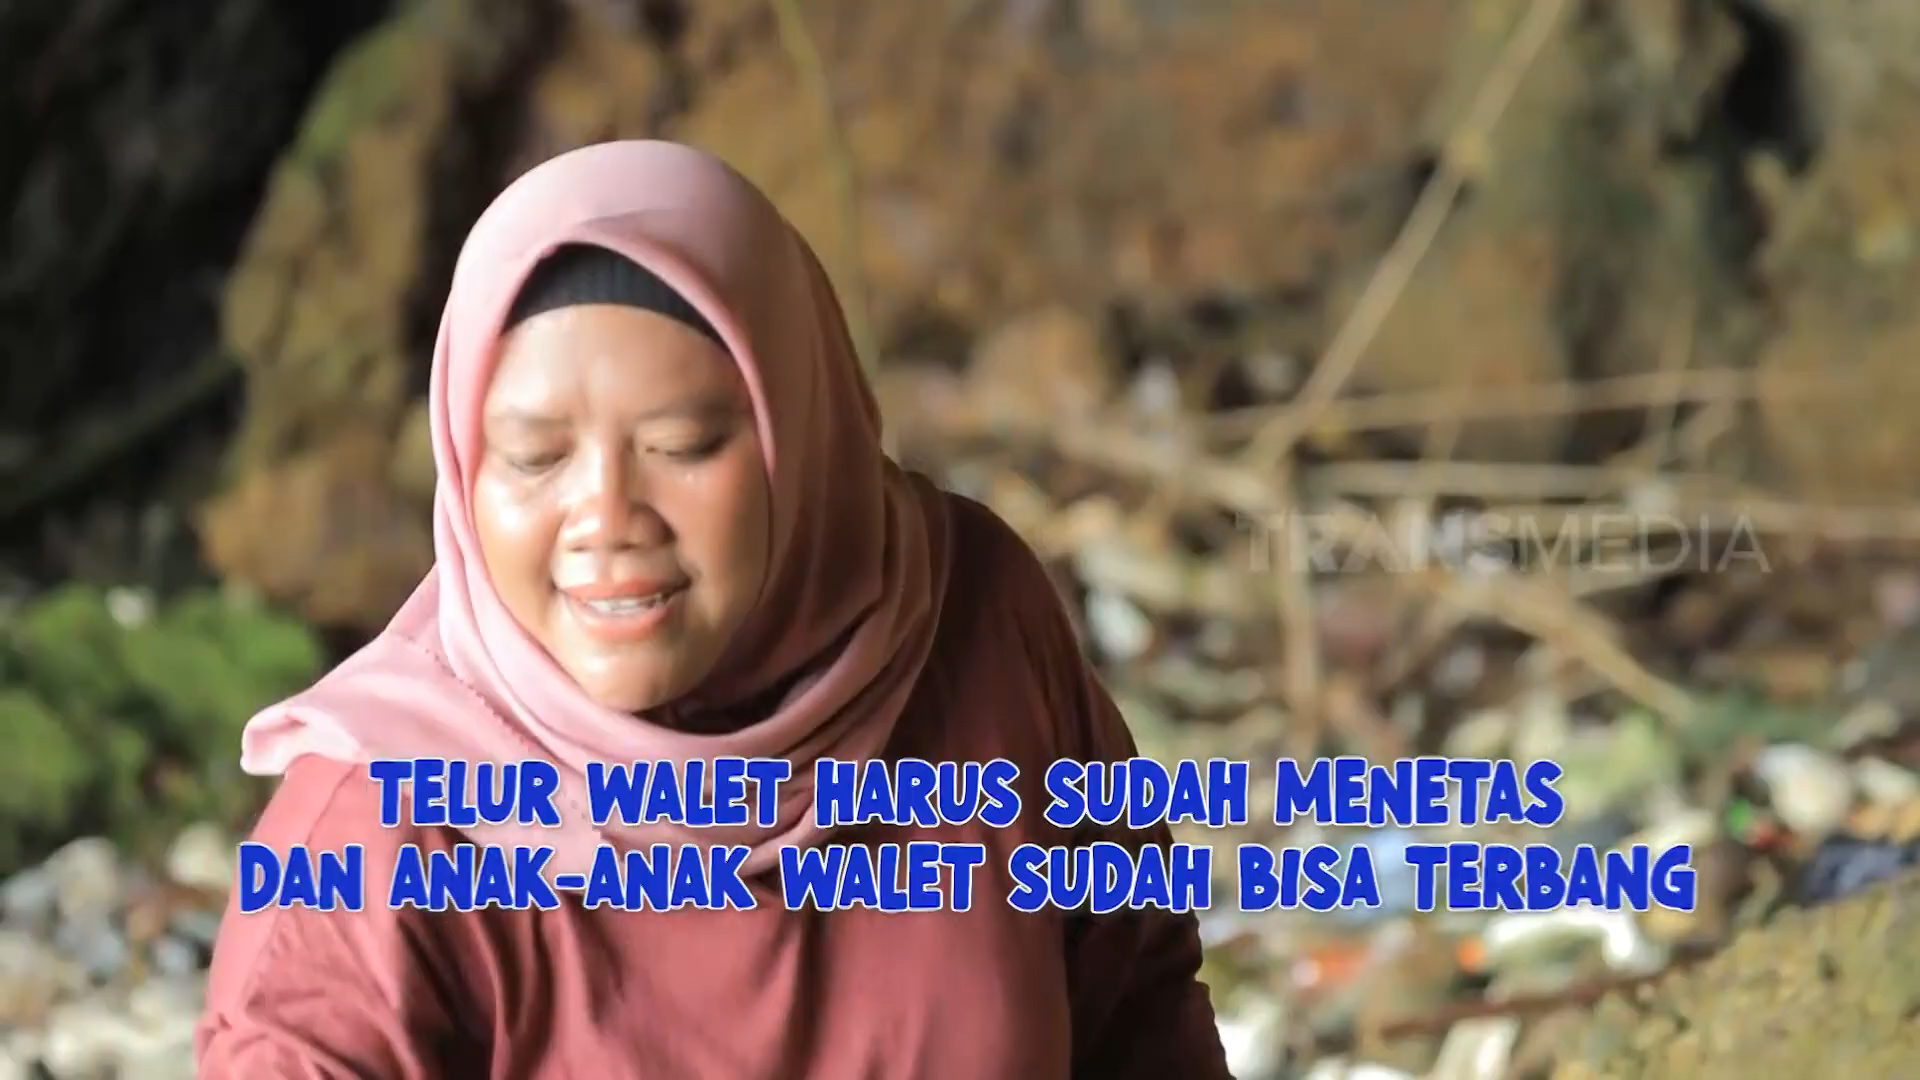 TRANSMEDIA
TELUR WALET HARUS SUDAH MENETAS
DAN ANAK-ANAK WALET SUDAH BISA TERBANG